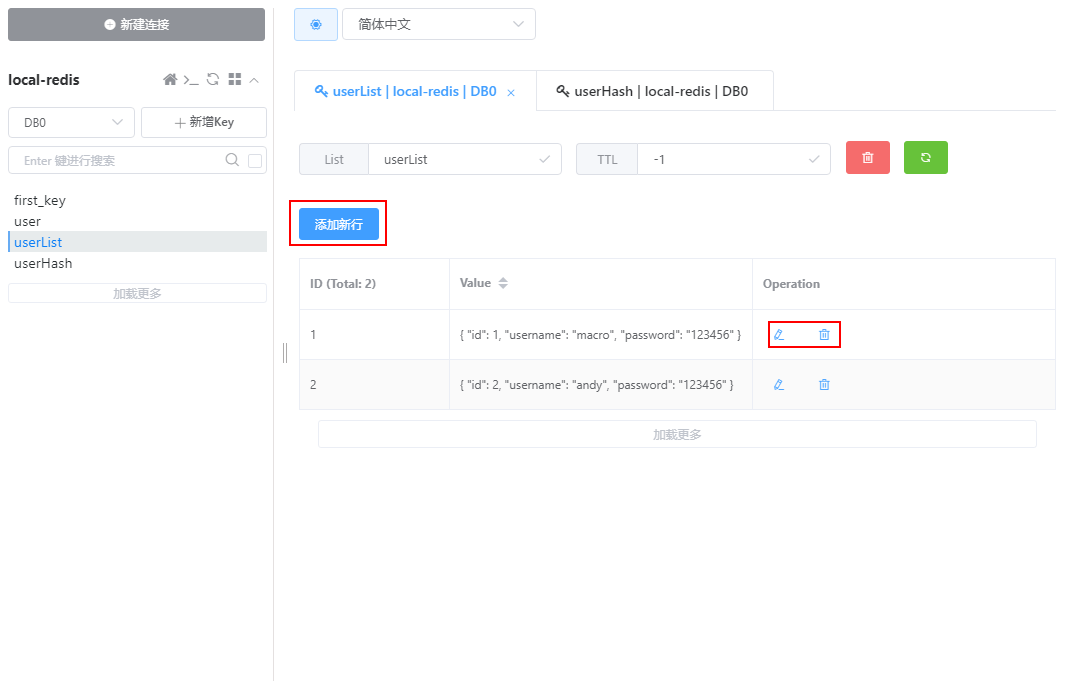 新建连接
local-redis
DB0
新增Key
Enter 键进行搜索
first_key
user
userList
userHash
加载更多
简体中文
userList | local-redis | DB0
userHash | local-redis | DB0
List userList TTL -1
添加新行
ID (Total: 2) Value Operation
1 { "id": 1, "username": "macro", "password": "123456" }
2 { "id": 2, "username": "andy", "password": "123456" }
加载更多